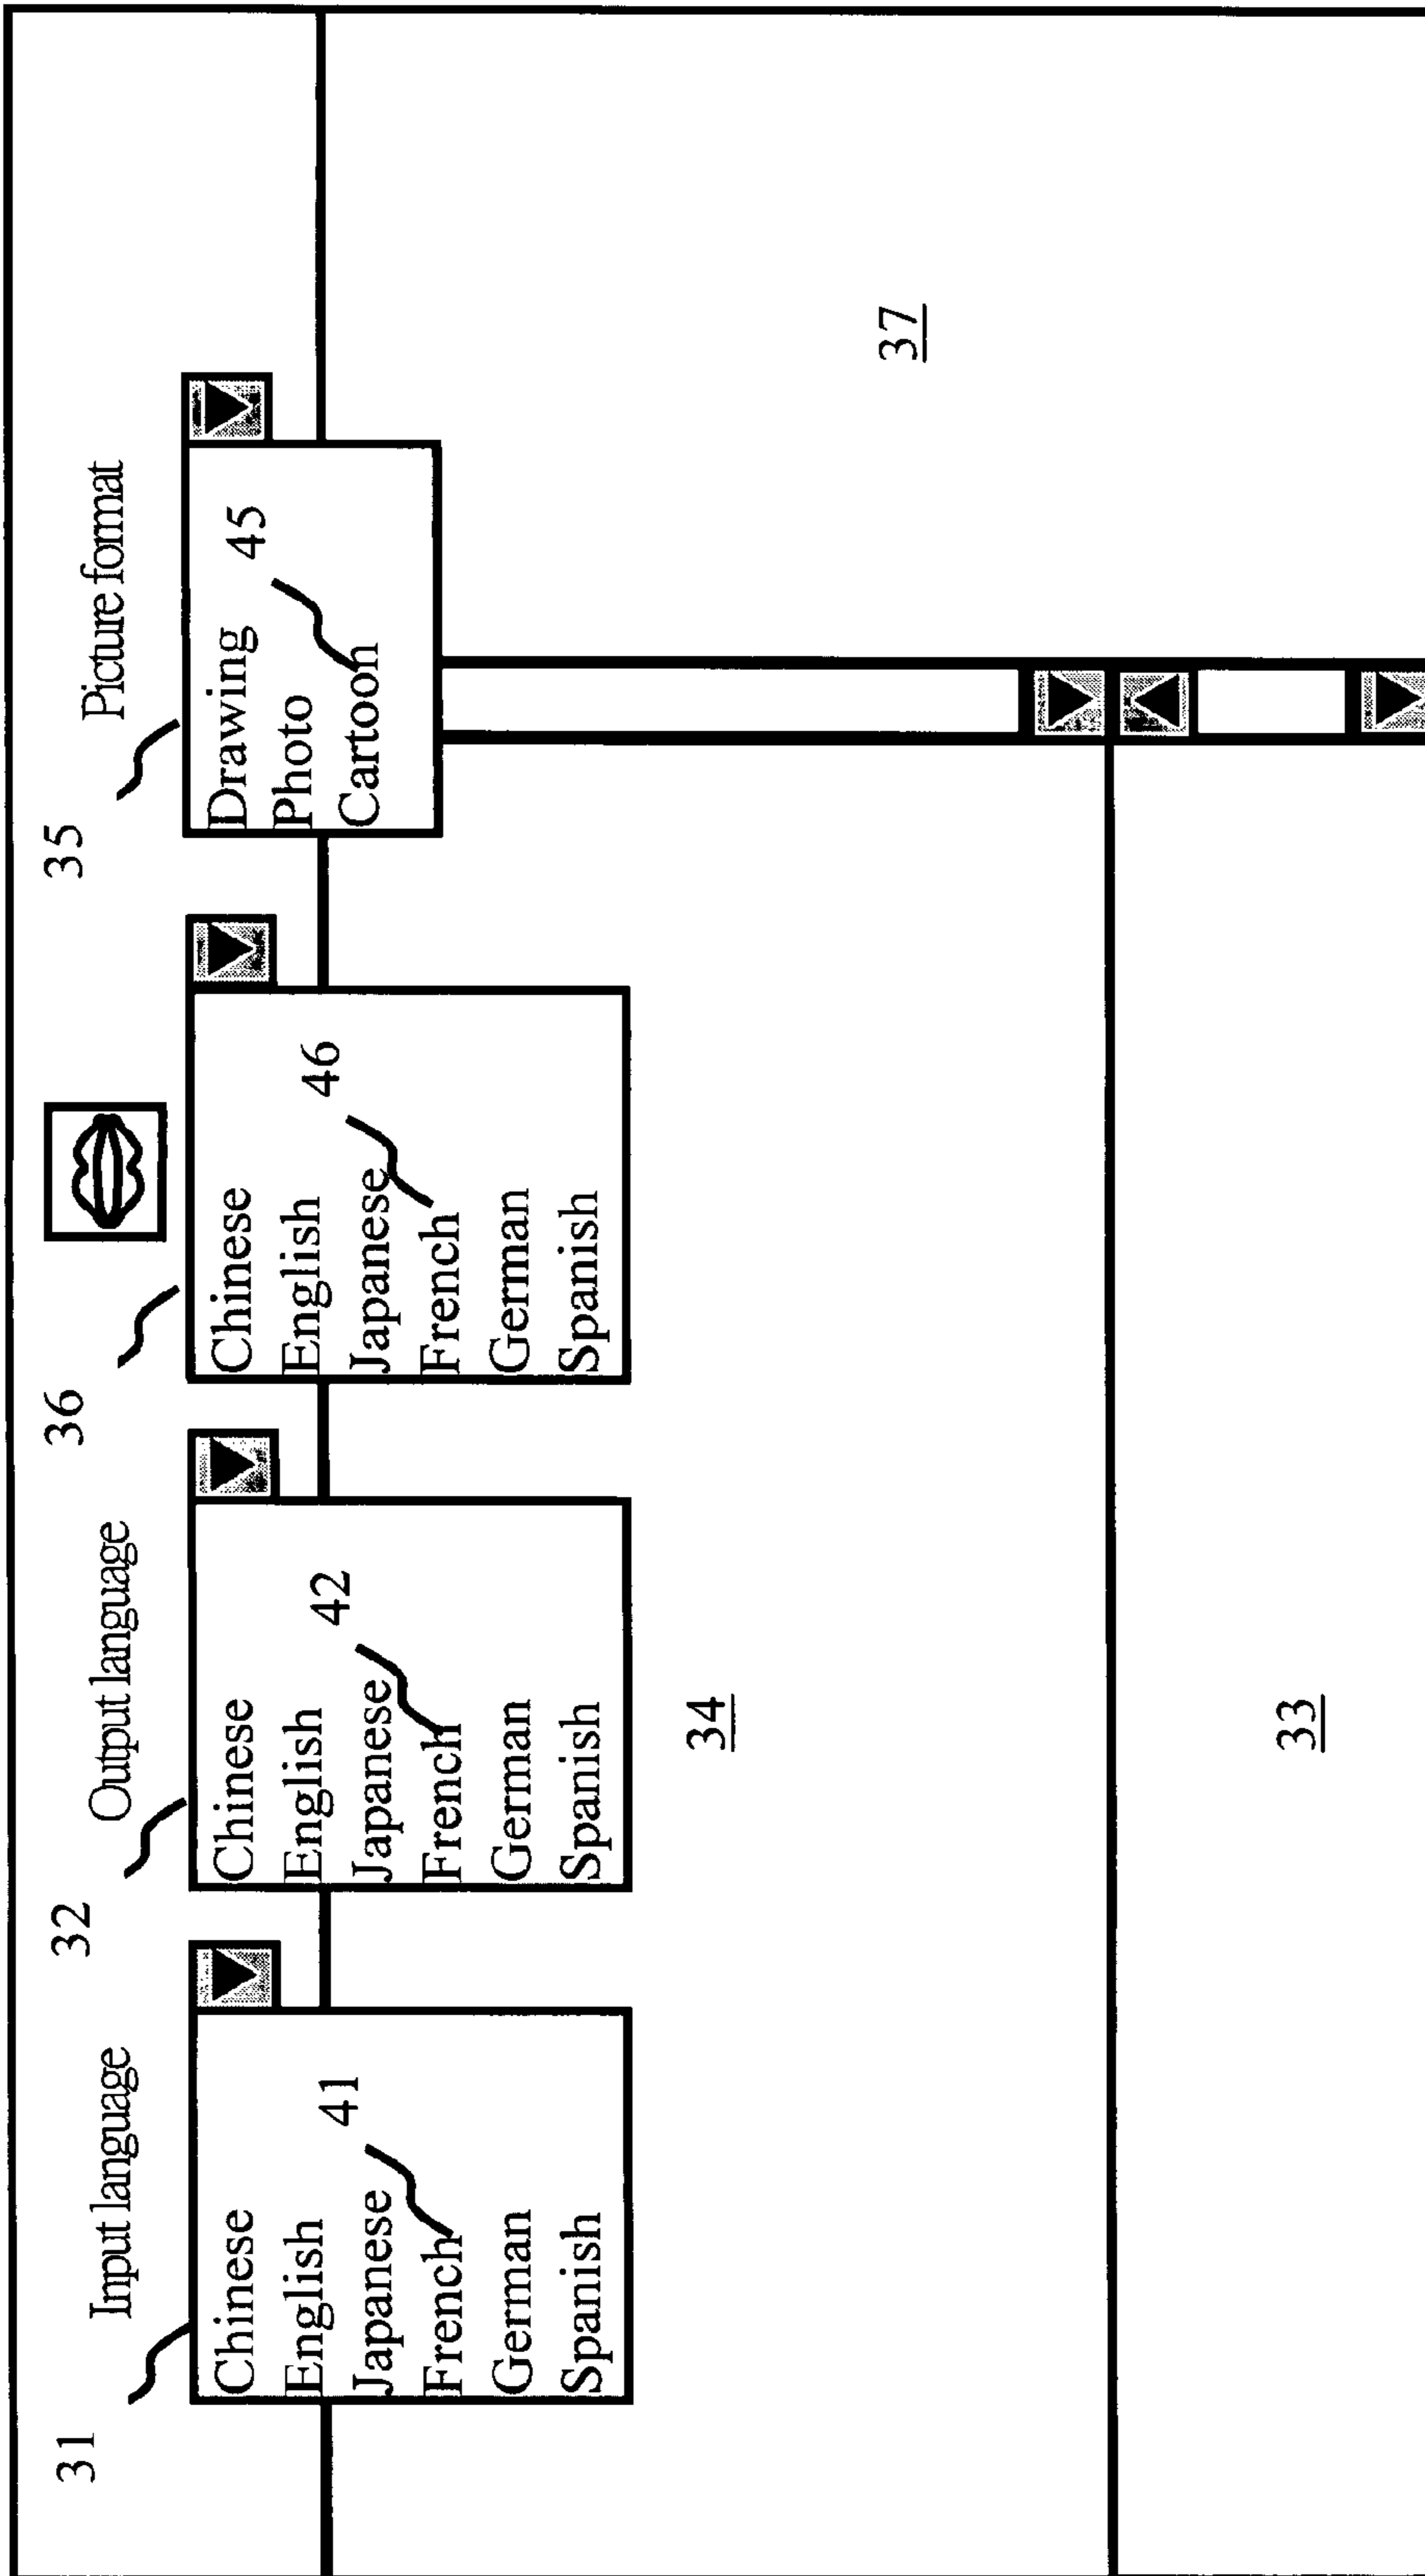 31
Input language
32
Output language
36
35
Picture format
Chinese
English
Japanese
French
German
Spanish
41
Chinese
English
Japanese
French
German
Spanish
42
Chinese
English
Japanese
French
German
Spanish
46
Drawing
Photo
Cartoon
45
34
37
33